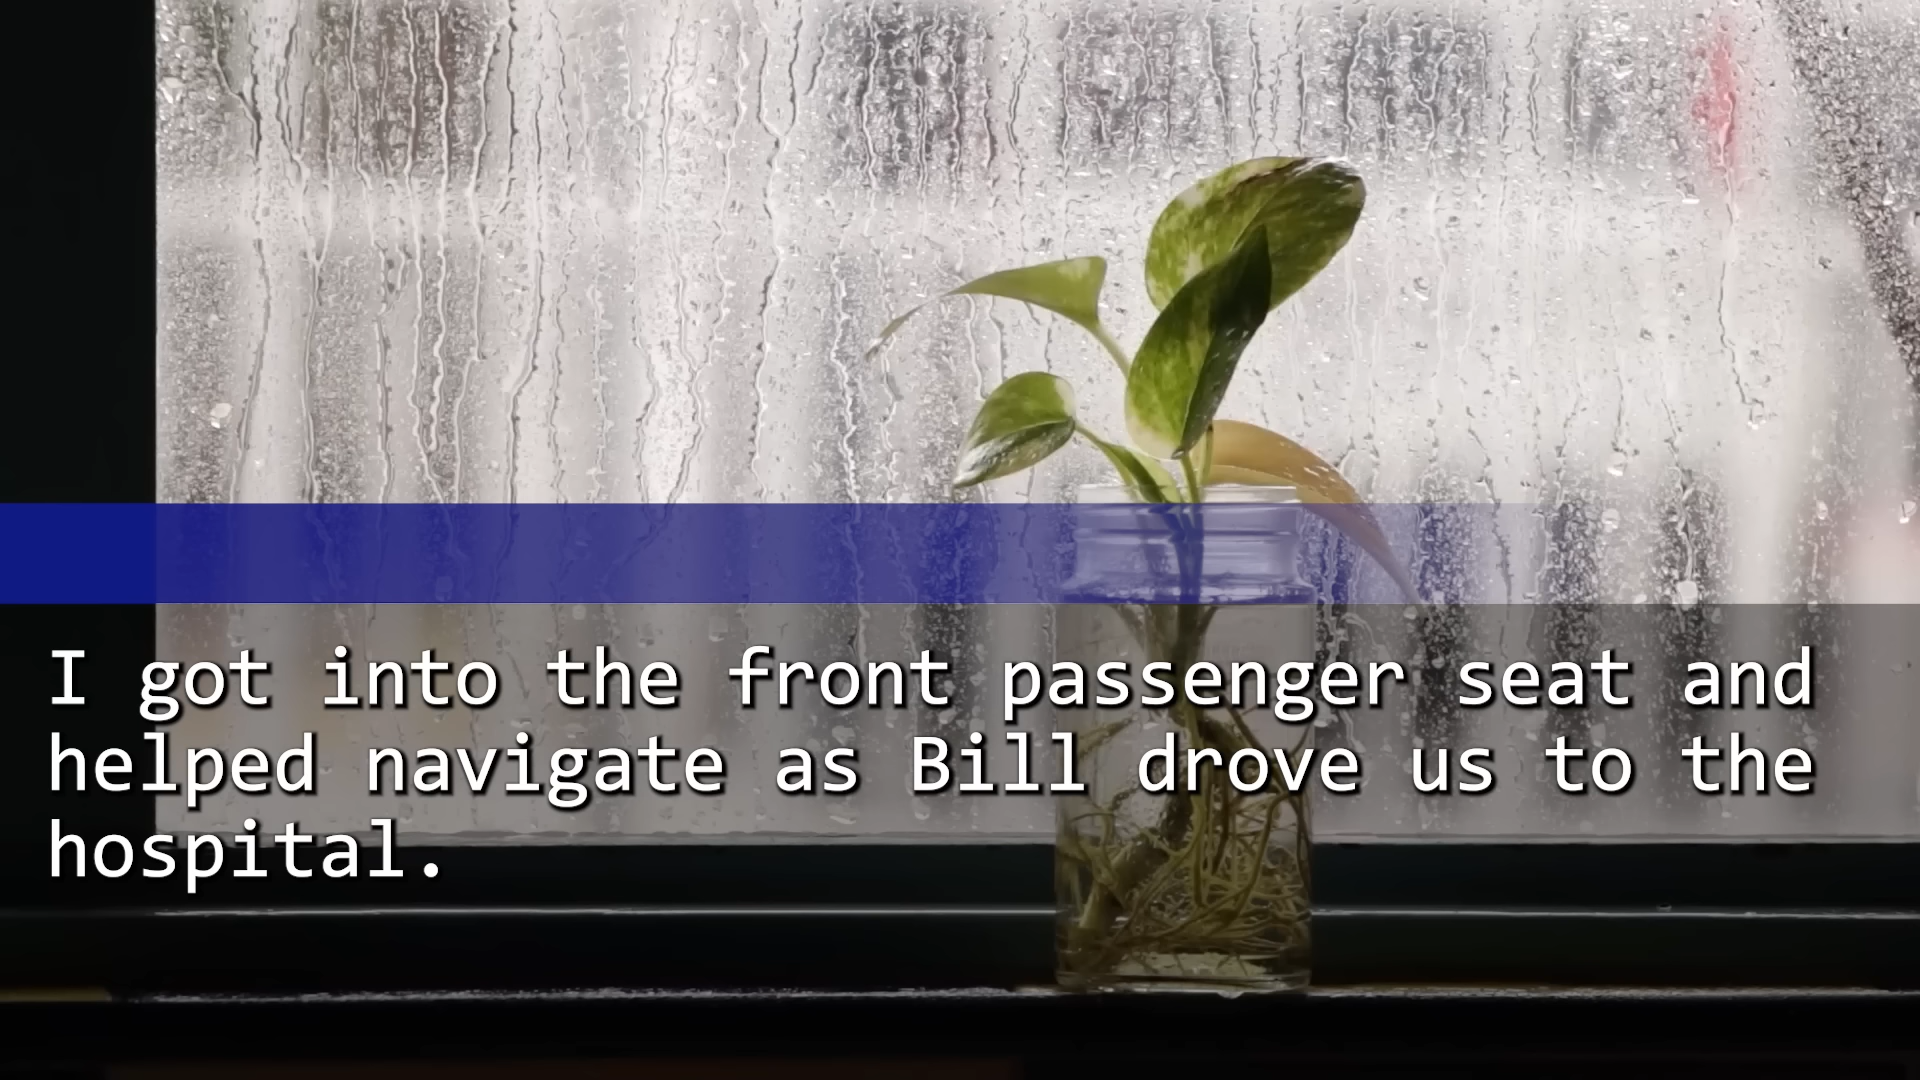 I got into the front passenger seat and
helped navigate as Bill drove us to the
hospital.